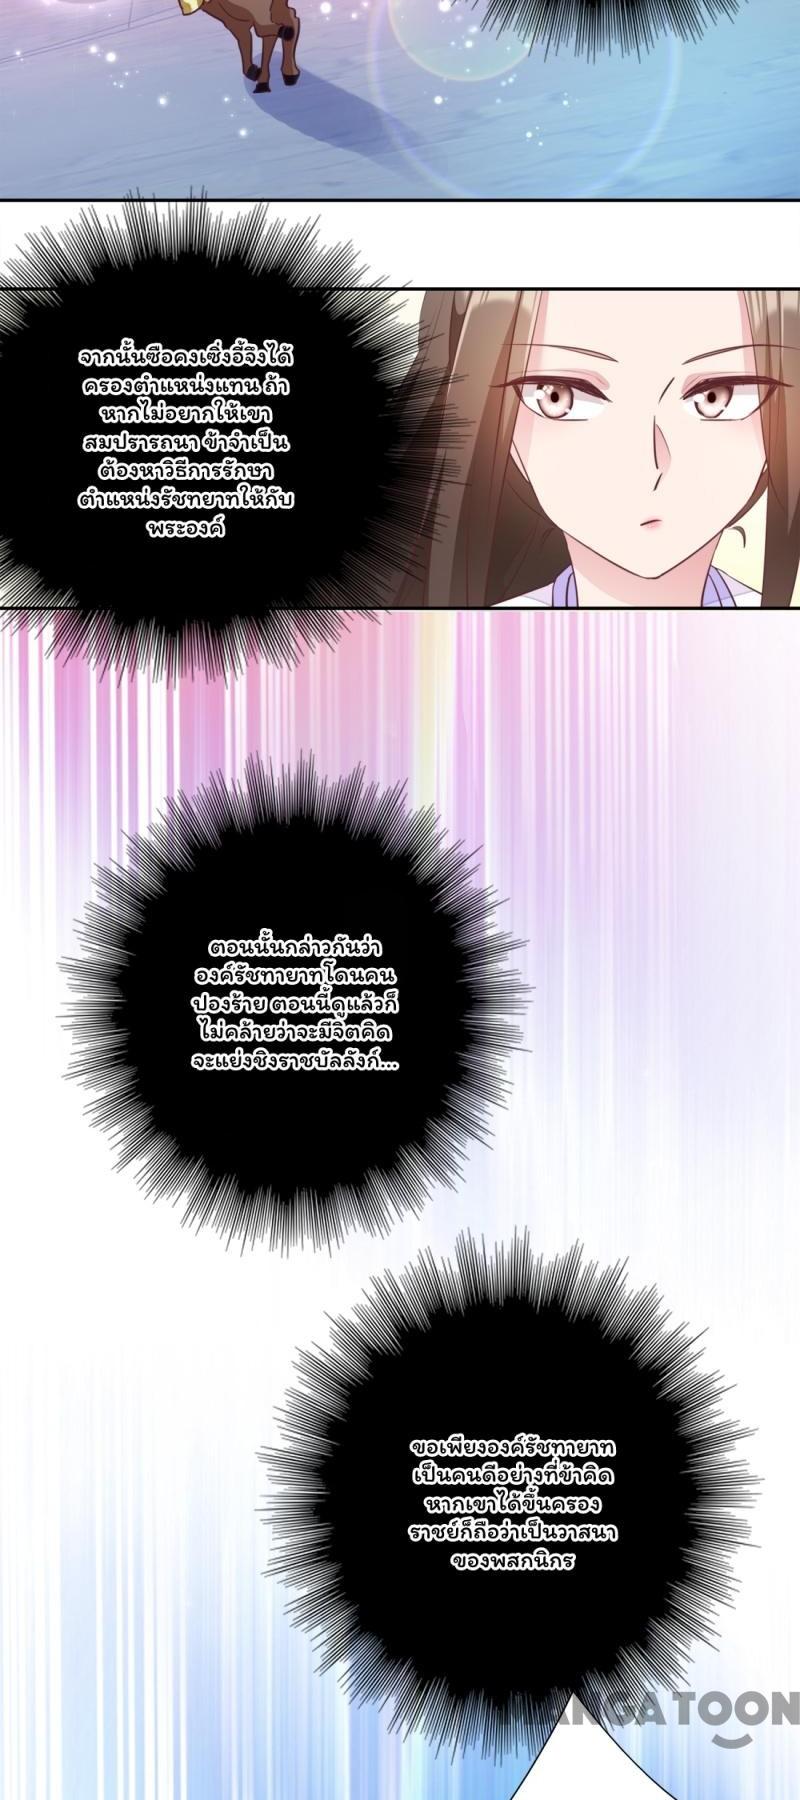 จากนั้นซือคงเซิ่งอี้จึงได้
ครองตำแหน่งแทน ถ้า
หากไม่อยากให้เขา
สมปรารถนา ข้าจำเป็น
ต้องหาวิธีการรักษา
ตำแหน่งรัชทยาทให้กับ
พระองค์
ตอนนั้นกล่าวกันว่า
องค์รัชทายาทโดนคน
ปองร้าย ตอนนี้ดูแล้วก็
ไม่คล้ายว่าจะมีจิตคิด
จะแย่งชิงราชบัลลังก์...
ขอเพียงองค์รัชทายาท
เป็นคนดีอย่างที่ข้าคิด
หากเขาได้ขึ้นครอง
ราชย์ก็ถือว่าเป็นวาสนา
ของพสกนิกร
MANGATOON